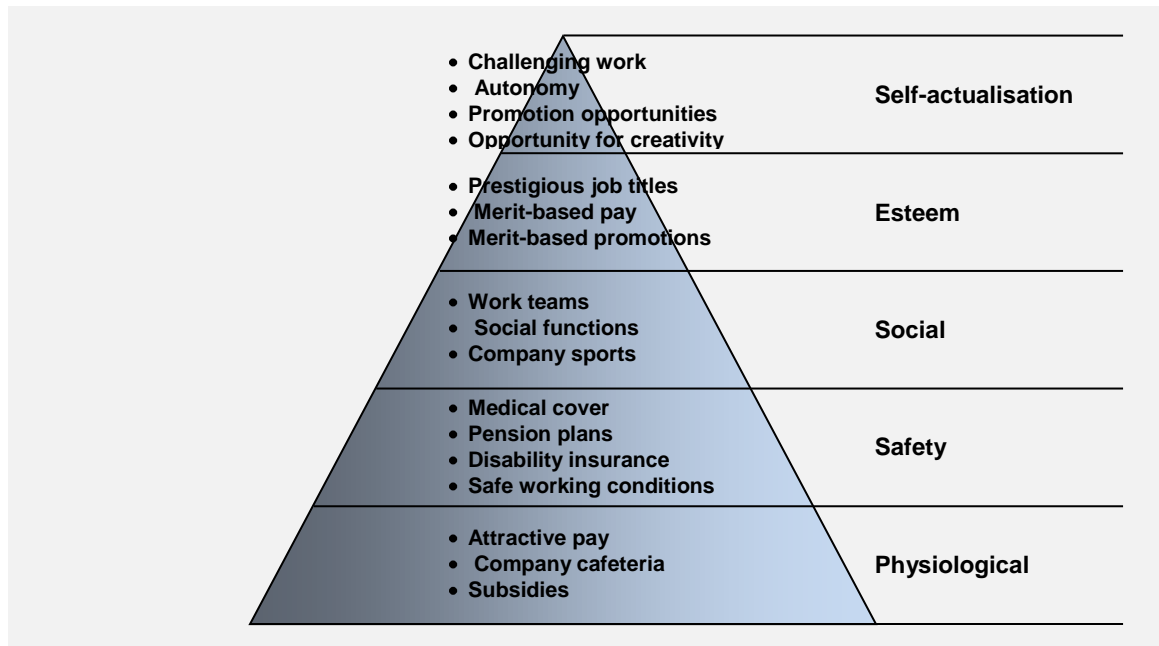 • Challenging work
• Autonomy
• Promotion opportunities
• Opportunity for creativity
Self-actualisation
• Prestigious job titles
• Merit-based pay
• Merit-based promotions
Esteem
• Work teams
• Social functions
• Company sports
Social
• Medical cover
• Pension plans
• Disability insurance
• Safe working conditions
Safety
• Attractive pay
• Company cafeteria
• Subsidies
Physiological